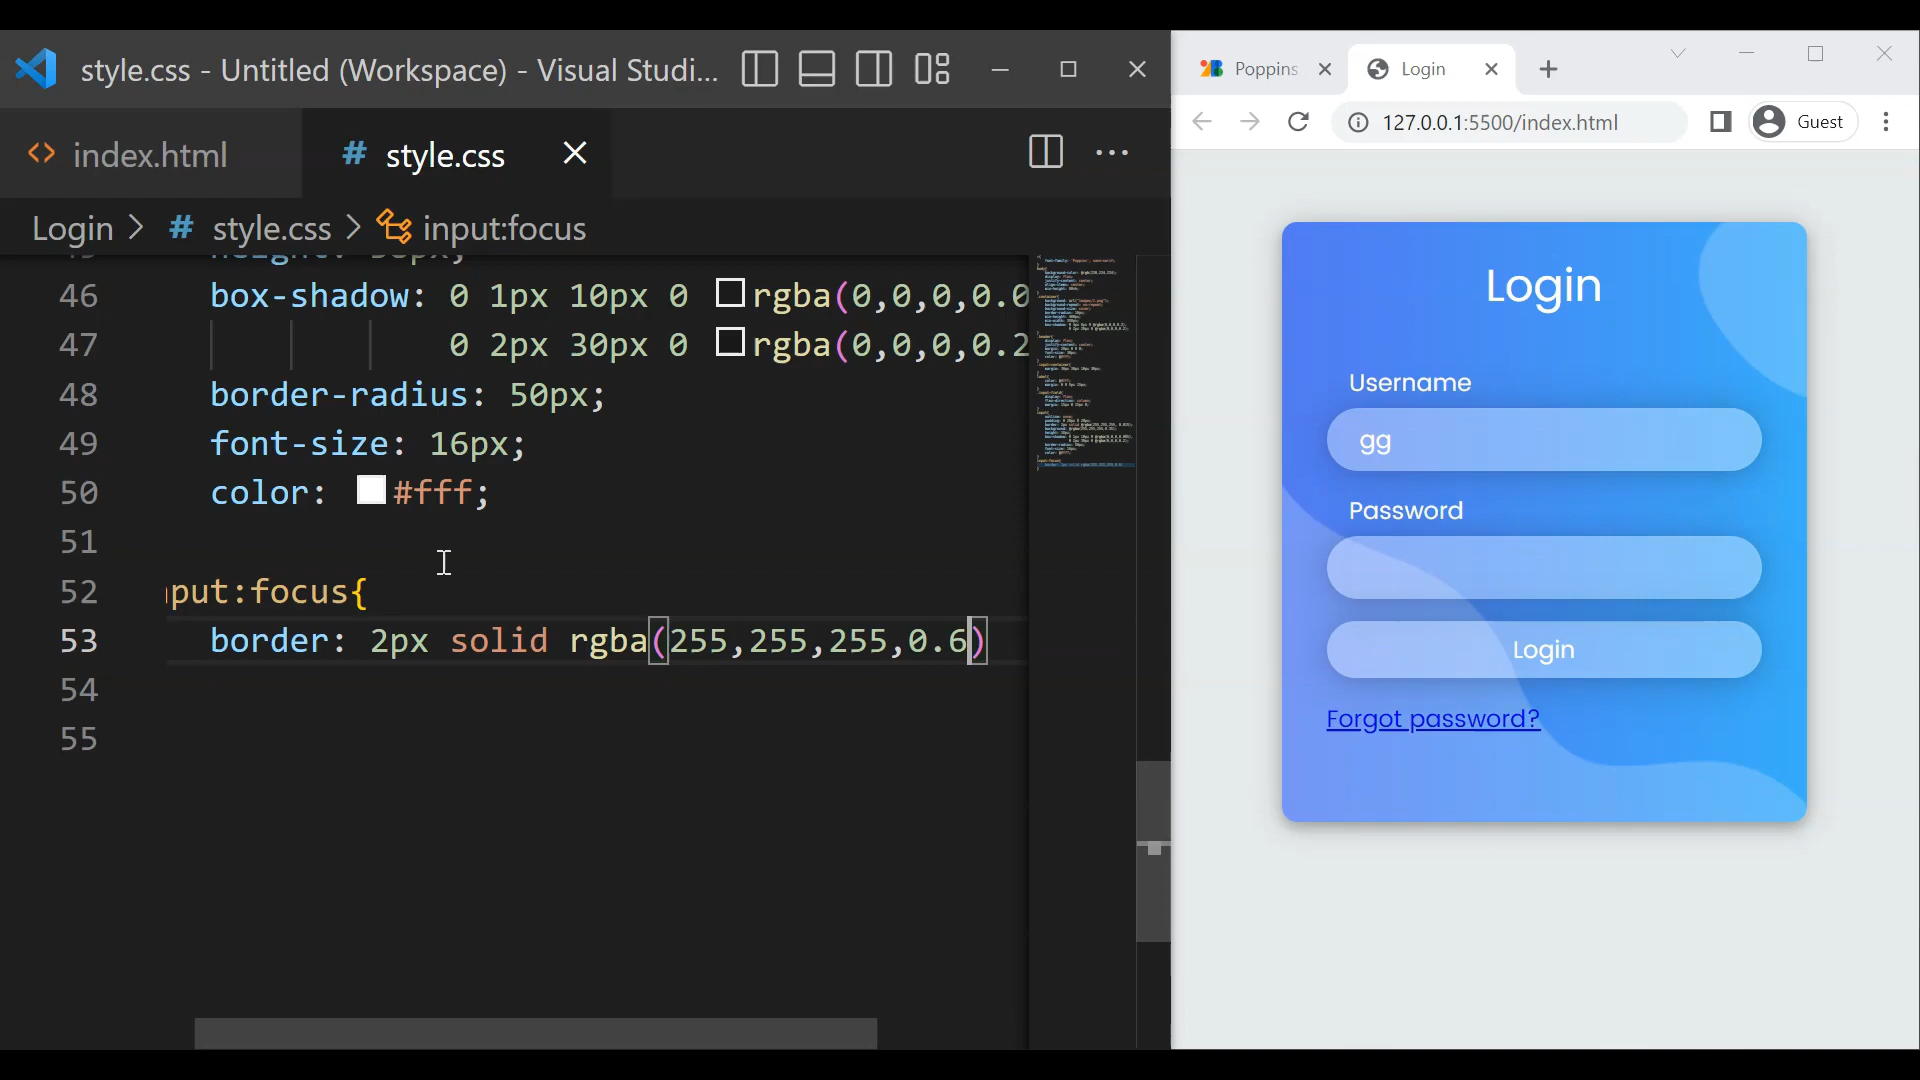 style.css - Untitled (Workspace) - Visual Studi...
index.html
# style.css
Login > # style.css > input:focus
46 box-shadow: 0 1px 10px 0 rgba(0,0,0,0.0
47 0 2px 30px 0 rgba(0,0,0,0.2
48 border-radius: 50px;
49 font-size: 16px;
50 color: #fff;
51
52 put:focus{
53 border: 2px solid rgba(255,255,255,0.6)
54
55
Poppins
Login
127.0.0.1:5500/index.html
Guest
Login
Username
gg
Password
Login
Forgot password?